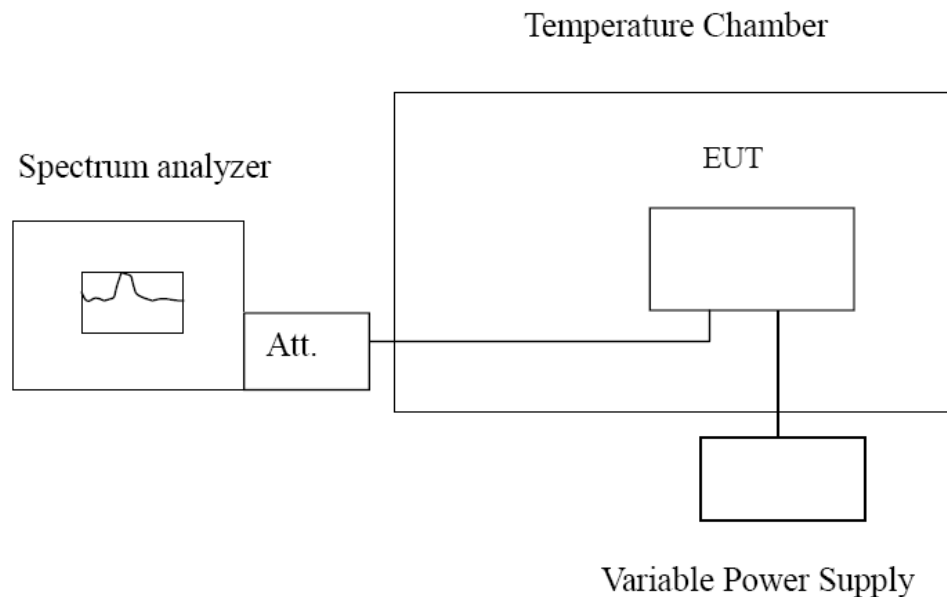 Temperature Chamber
Spectrum analyzer
EUT
Att.
Variable Power Supply